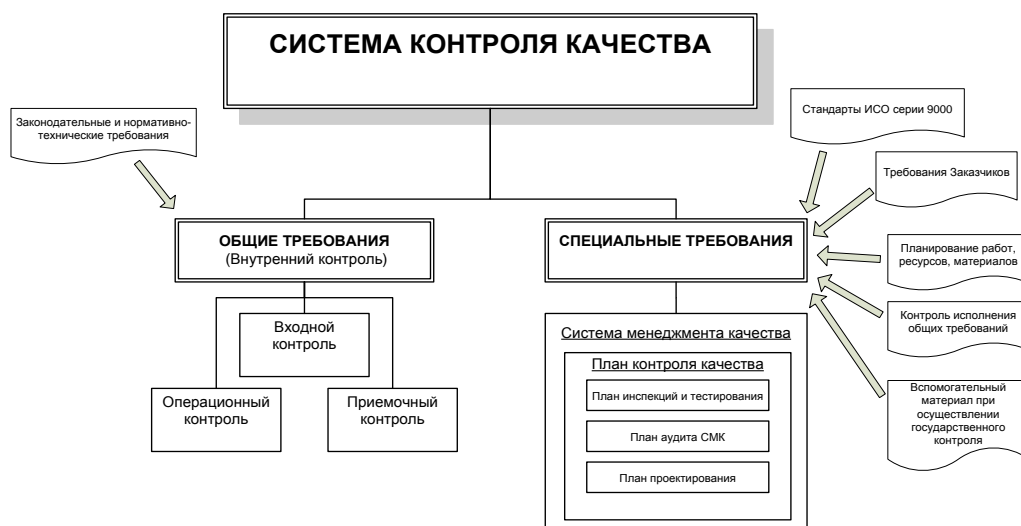 СИСТЕМА КОНТРОЛЯ КАЧЕСТВА
Законодательные и нормативно-
технические требования
Стандарты ИСО серии 9000
Требования Заказчиков
ОБЩИЕ ТРЕБОВАНИЯ
(Внутренний контроль)
СПЕЦИАЛЬНЫЕ ТРЕБОВАНИЯ
Планирование работ,
ресурсов, материалов
Контроль исполнения
общих требований
Вспомогательный
материал при
осуществлении
государственного
контроля
Входной
контроль
Операционный
контроль
Приемочный
контроль
Система менеджмента качества
План контроля качества
План инспекций и тестирования
План аудита СМК
План проектирования